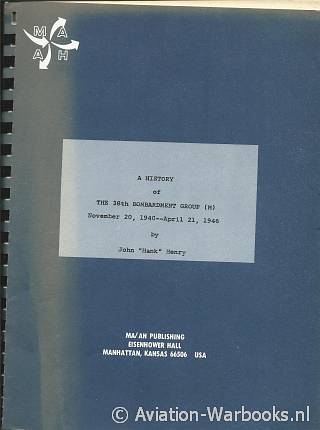 M A
A H
A HISTORY
of
THE 38th BOMBARDMENT GROUP (M)
November 20, 1940--April 21, 1946
by
John "Hank" Henry
MA/AH PUBLISHING
EISENHOWER HALL
MANHATTAN, KANSAS 66506 USA
© Aviation-Warbooks.nl